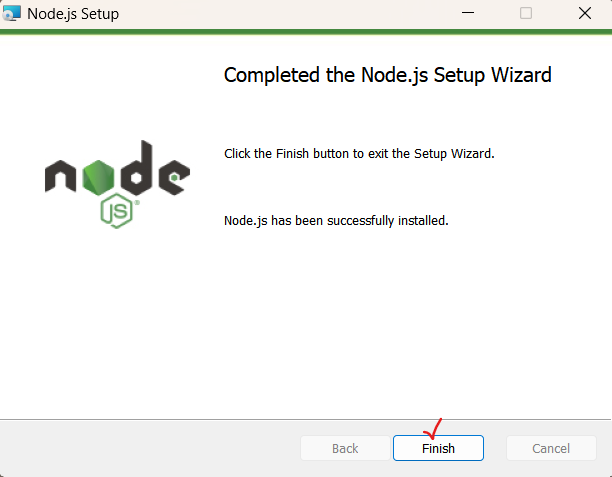 Node.js Setup
Completed the Node.js Setup Wizard
Click the Finish button to exit the Setup Wizard.
node
JS
®
Node.js has been successfully installed.
Back
Finish
Cancel